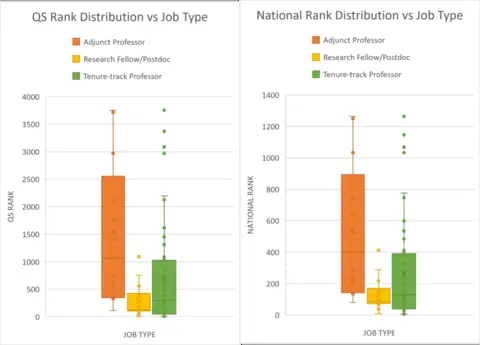 QS Rank Distribution vs Job Type
Adjunct Professor
Research Fellow/Postdoc
Tenure-track Professor
4000
3500
3000
2500
2000
1500
1000
500
0
QS RANK
JOB TYPE
National Rank Distribution vs Job Type
Adjunct Professor
Research Fellow/Postdoc
Tenure-track Professor
1400
1200
1000
800
600
400
200
0
NATIONAL RANK
JOB TYPE